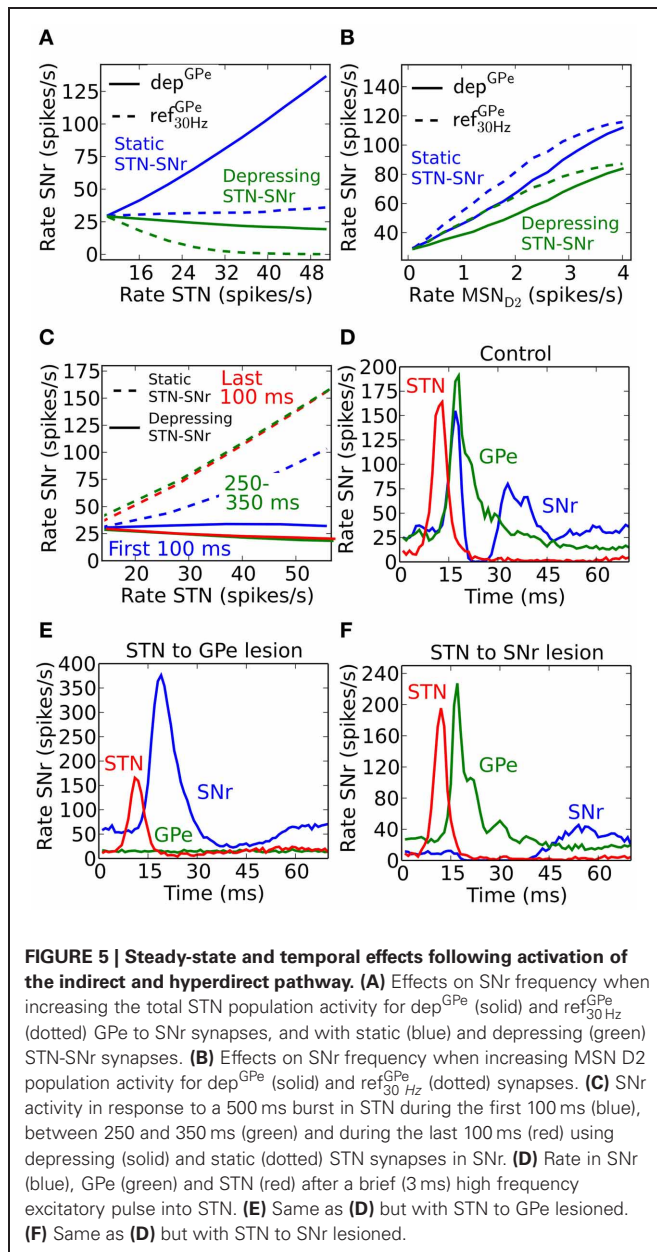 A
Rate SNr (spikes/s)
125
100
75
50
25
0
dep^GPe
ref^GPe_30Hz
Static
STN-SNr
Depressing
STN-SNr
16 24 32 40 48
Rate STN (spikes/s)
B
Rate SNr (spikes/s)
140
120
100
80
60
40
dep^GPe
ref^GPe_30Hz
Static
STN-SNr
Depressing
STN-SNr
0 1 2 3 4
Rate MSN_D2 (spikes/s)
C
Rate SNr (spikes/s)
175
150
125
100
75
50
25
0
Static
STN-SNr
Depressing
STN-SNr
Last
100 ms
250-
350 ms
First 100 ms
20 30 40 50
Rate STN (spikes/s)
D
Control
Rate SNr (spikes/s)
200
175
150
125
100
75
50
25
0
STN
GPe
SNr
0 15 30 45 60
Time (ms)
E
STN to GPe lesion
Rate SNr (spikes/s)
400
350
300
250
200
150
100
50
0
STN
SNr
GPe
0 15 30 45 60
Time (ms)
F
STN to SNr lesion
Rate SNr (spikes/s)
240
200
160
120
80
40
0
STN
GPe
SNr
0 15 30 45 60
Time (ms)
FIGURE 5 | Steady-state and temporal effects following activation of
the indirect and hyperdirect pathway. (A) Effects on SNr frequency when
increasing the total STN population activity for dep^GPe (solid) and ref^GPe_30 Hz
(dotted) GPe to SNr synapses, and with static (blue) and depressing (green)
STN-SNr synapses. (B) Effects on SNr frequency when increasing MSN D2
population activity for dep^GPe (solid) and ref^GPe_30 Hz (dotted) synapses. (C) SNr
activity in response to a 500 ms burst in STN during the first 100 ms (blue),
between 250 and 350 ms (green) and during the last 100 ms (red) using
depressing (solid) and static (dotted) STN synapses in SNr. (D) Rate in SNr
(blue), GPe (green) and STN (red) after a brief (3 ms) high frequency
excitatory pulse into STN. (E) Same as (D) but with STN to GPe lesioned.
(F) Same as (D) but with STN to SNr lesioned.